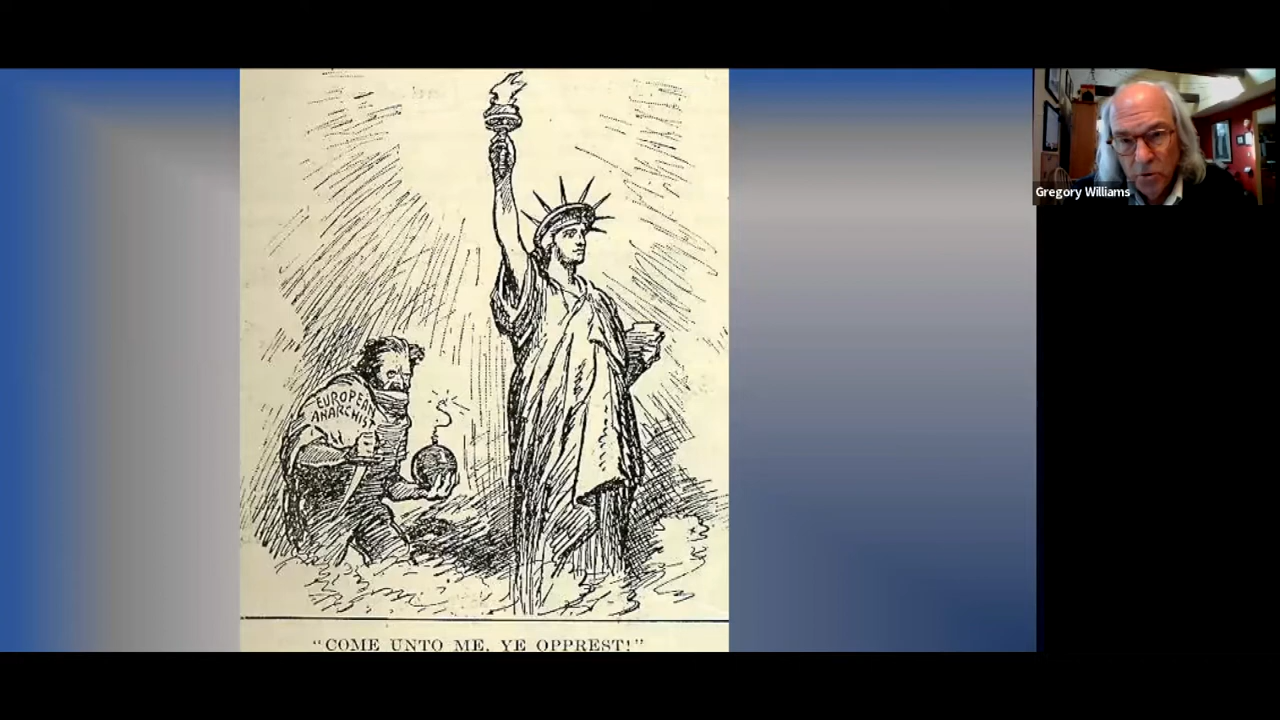 EUROPEAN
ANARCHIST
"COME UNTO ME, YE OPPREST!"
Gregory Williams